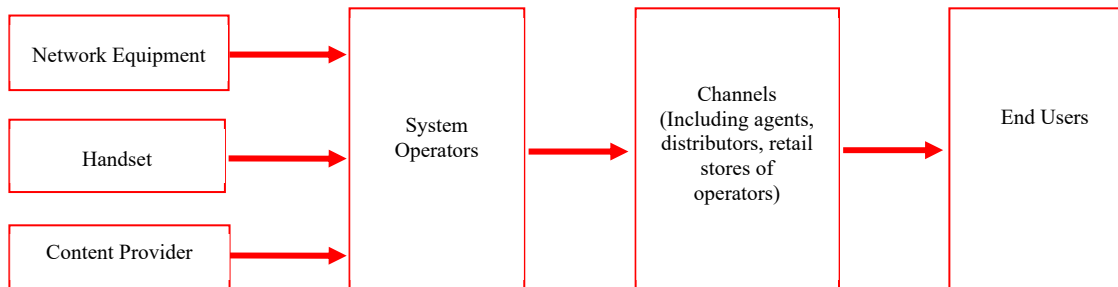 Network Equipment
Handset
Content Provider
System
Operators
Channels
(Including agents,
distributors, retail
stores of
operators)
End Users